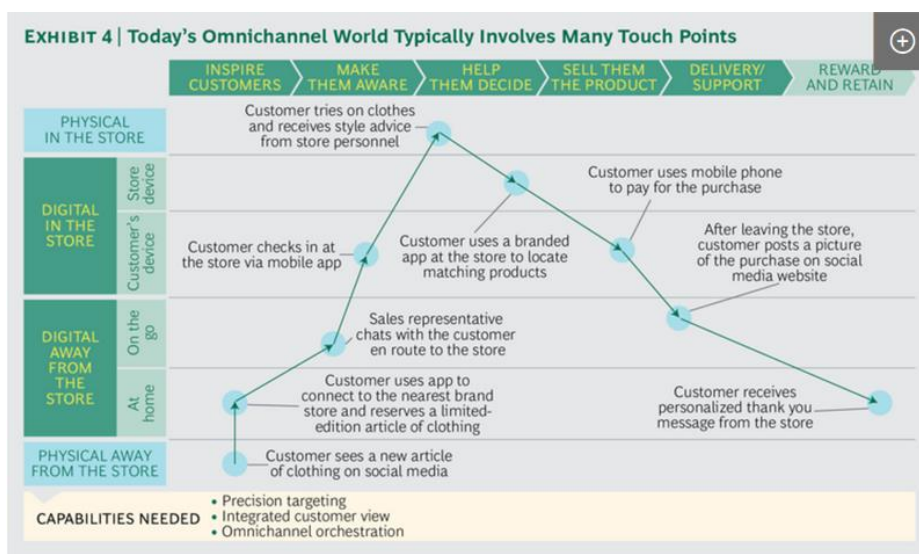 EXHIBIT 4 | Today's Omnichannel World Typically Involves Many Touch Points
INSPIRE
CUSTOMERS
MAKE
THEM AWARE
HELP
THEM DECIDE
SELL THEM
THE PRODUCT
DELIVERY/
SUPPORT
REWARD
AND RETAIN
PHYSICAL
IN THE STORE
Customer tries on clothes
and receives style advice
from store personnel
DIGITAL
IN THE
STORE
Store
device
Customer's
device
Customer uses mobile phone
to pay for the purchase
Customer checks in at
the store via mobile app
Customer uses a branded
app at the store to locate
matching products
After leaving the store,
customer posts a picture
of the purchase on social
media website
DIGITAL
AWAY
FROM
THE
STORE
On the
go
At
home
Sales representative
chats with the customer
en route to the store
Customer uses app to
connect to the nearest brand
store and reserves a limited-
edition article of clothing
Customer receives
personalized thank you
message from the store
PHYSICAL AWAY
FROM THE STORE
Customer sees a new article
of clothing on social media
CAPABILITIES NEEDED
• Precision targeting
• Integrated customer view
• Omnichannel orchestration